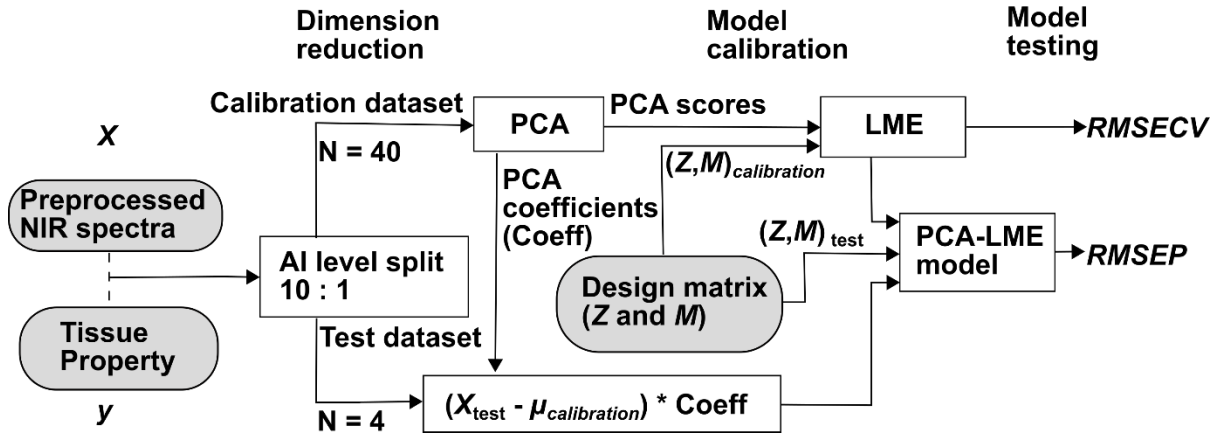 Dimension
reduction
Model
calibration
Model
testing
Calibration dataset
PCA
PCA scores
LME
RMSECV
X
N = 40
(Z,M)calibration
Preprocessed
NIR spectra
PCA
coefficients
(Coeff)
AI level split
10 : 1
(Z,M) test
PCA-LME
model
RMSEP
Design matrix
(Z and M)
Tissue
Property
Test dataset
y
N = 4
(Xtest - μcalibration) * Coeff